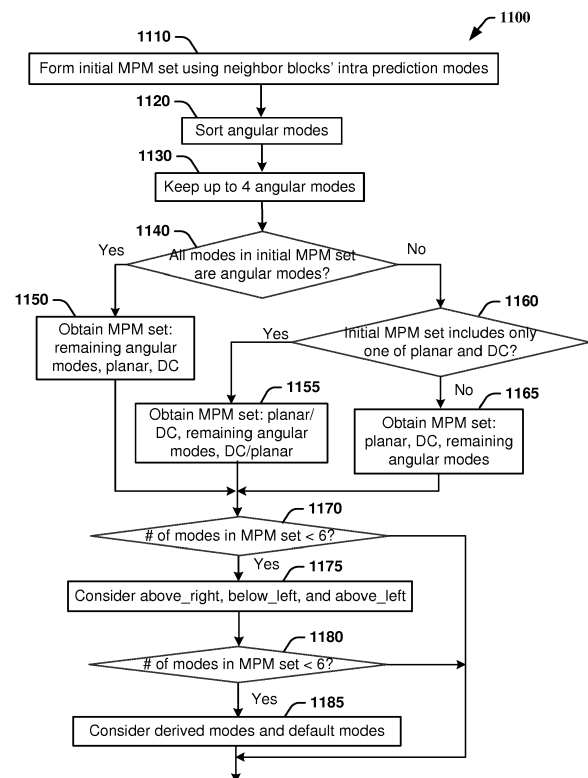 1100
1110
Form initial MPM set using neighbor blocks' intra prediction modes
1120
Sort angular modes
1130
Keep up to 4 angular modes
1140
All modes in initial MPM set
are angular modes?
Yes
No
1150
Obtain MPM set:
remaining angular
modes, planar, DC
1160
Initial MPM set includes only
one of planar and DC?
Yes
No
1155
Obtain MPM set: planar/
DC, remaining angular
modes, DC/planar
1165
Obtain MPM set:
planar, DC, remaining
angular modes
1170
# of modes in MPM set < 6?
Yes
1175
Consider above_right, below_left, and above_left
1180
# of modes in MPM set < 6?
Yes
1185
Consider derived modes and default modes